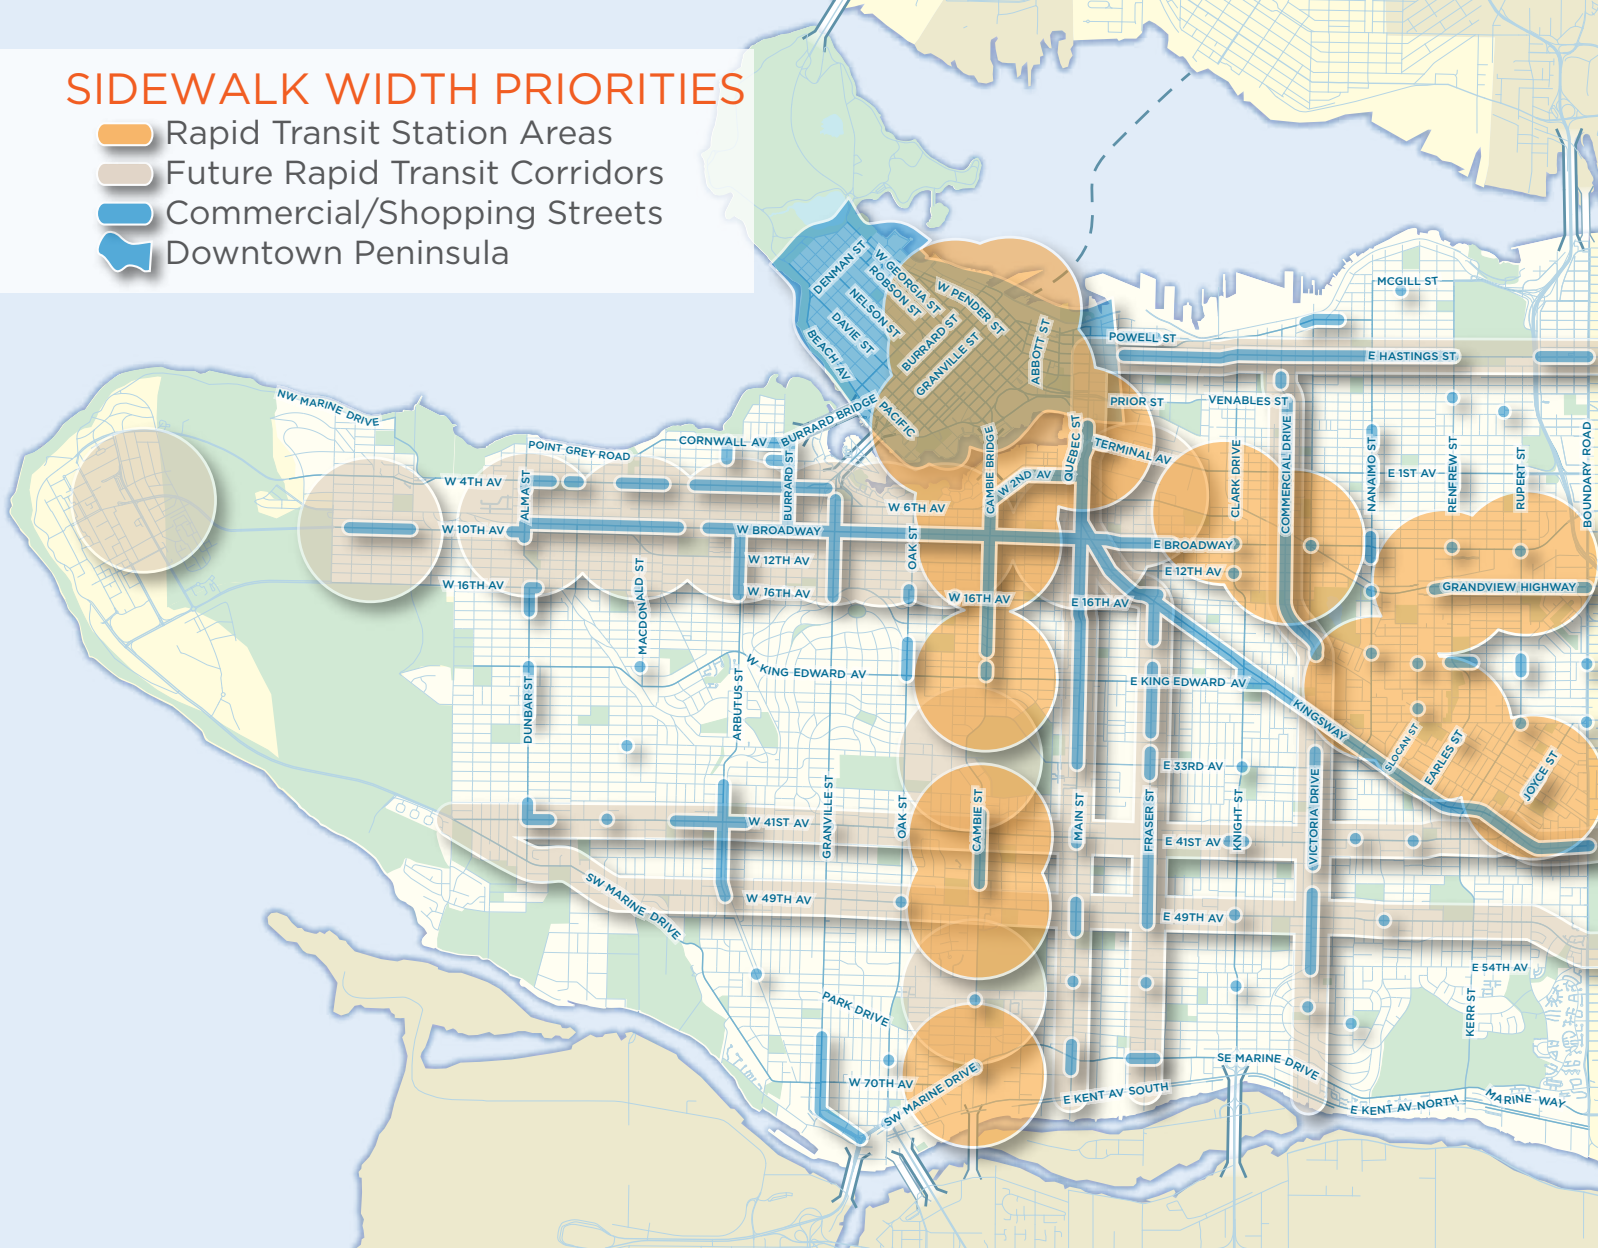 SIDEWALK WIDTH PRIORITIES
Rapid Transit Station Areas
Future Rapid Transit Corridors
Commercial/Shopping Streets
Downtown Peninsula
DENMAN ST
W GEORGIA ST
ROBSON ST
W PENDER ST
NELSON ST
DAVIE ST
BEACH AV
BURRARD ST
GRANVILLE ST
ABBOTT ST
PACIFIC
MCGILL ST
POWELL ST
E HASTINGS ST
PRIOR ST
VENABLES ST
NW MARINE DRIVE
POINT GREY ROAD
CORNWALL AV
BURRARD BRIDGE
BURRARD ST
CAMBIE BRIDGE
QUEBEC ST
TERMINAL AV
CLARK DRIVE
COMMERCIAL DRIVE
NANAIMO ST
E 1ST AV
RENFREW ST
RUPERT ST
BOUNDARY ROAD
W 4TH AV
ALMA ST
W 2ND AV
W 6TH AV
W 10TH AV
W BROADWAY
OAK ST
E BROADWAY
W 12TH AV
E 12TH AV
W 16TH AV
MACDONALD ST
W 16TH AV
W 16TH AV
E 16TH AV
GRANDVIEW HIGHWAY
W KING EDWARD AV
E KING EDWARD AV
DUNBAR ST
ARBUTUS ST
KINGSWAY
SLOCAN ST
EARLES ST
JOYCE ST
E 33RD AV
GRANVILLE ST
OAK ST
CAMBIE ST
MAIN ST
FRASER ST
KNIGHT ST
VICTORIA DRIVE
W 41ST AV
E 41ST AV
SW MARINE DRIVE
W 49TH AV
E 49TH AV
E 54TH AV
PARK DRIVE
KERR ST
W 70TH AV
SW MARINE DRIVE
SE MARINE DRIVE
E KENT AV SOUTH
E KENT AV NORTH
MARINE WAY